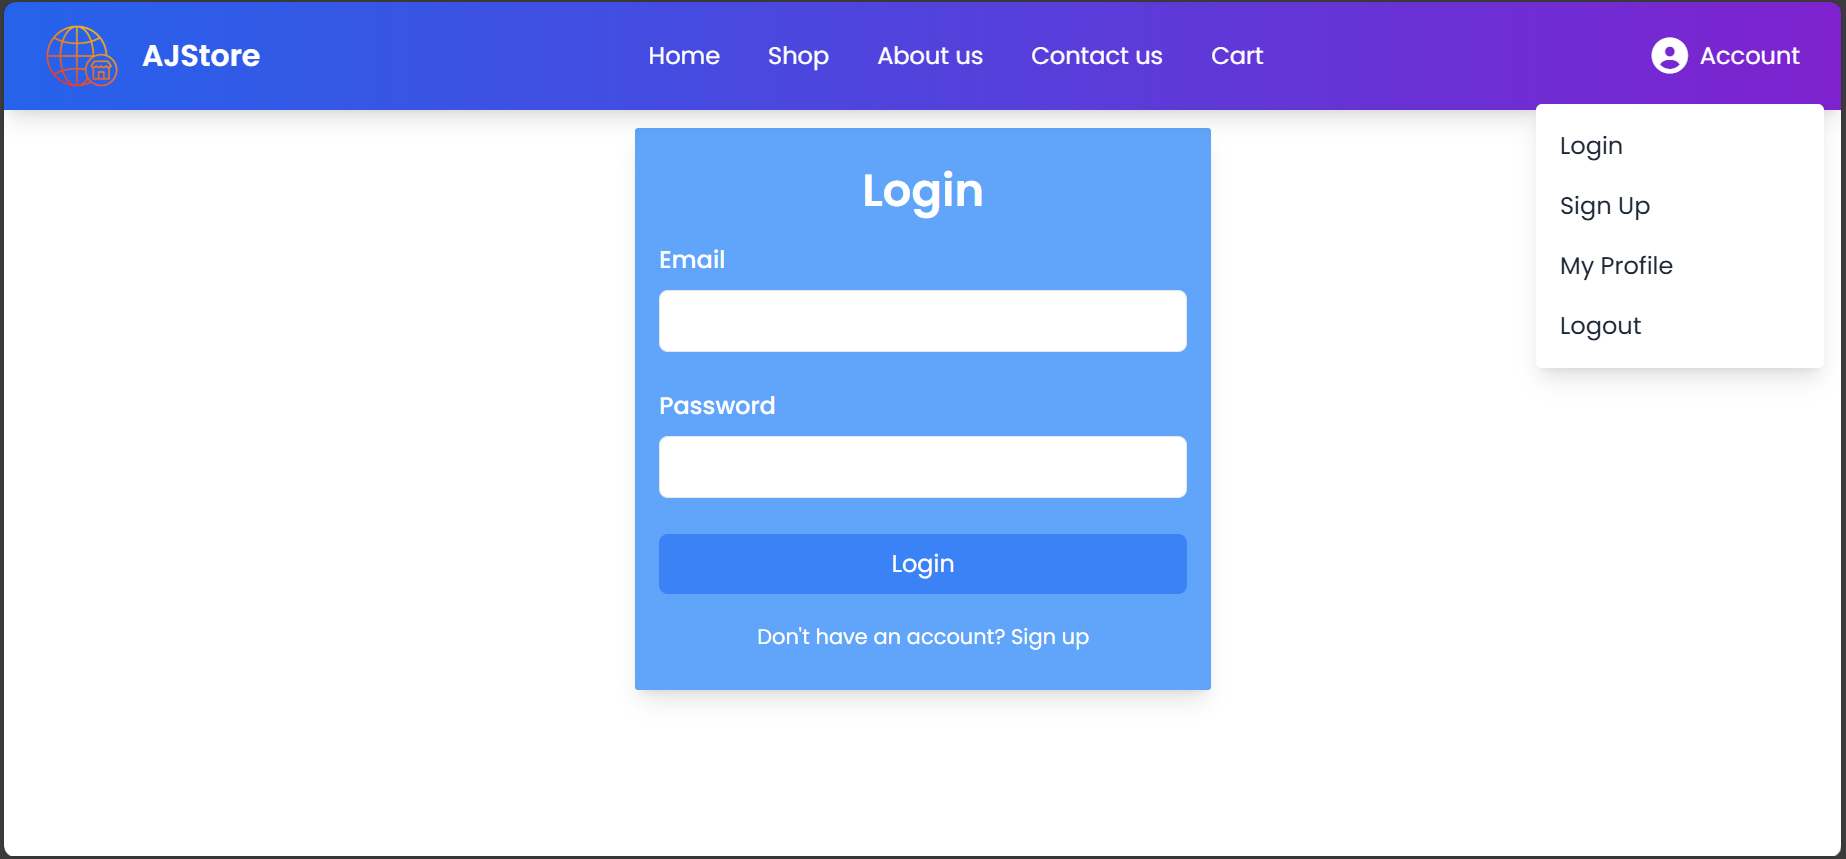 AJStore
Home Shop About us Contact us Cart
Account
Login
Sign Up
My Profile
Logout
Login
Email
Password
Login
Don't have an account? Sign up